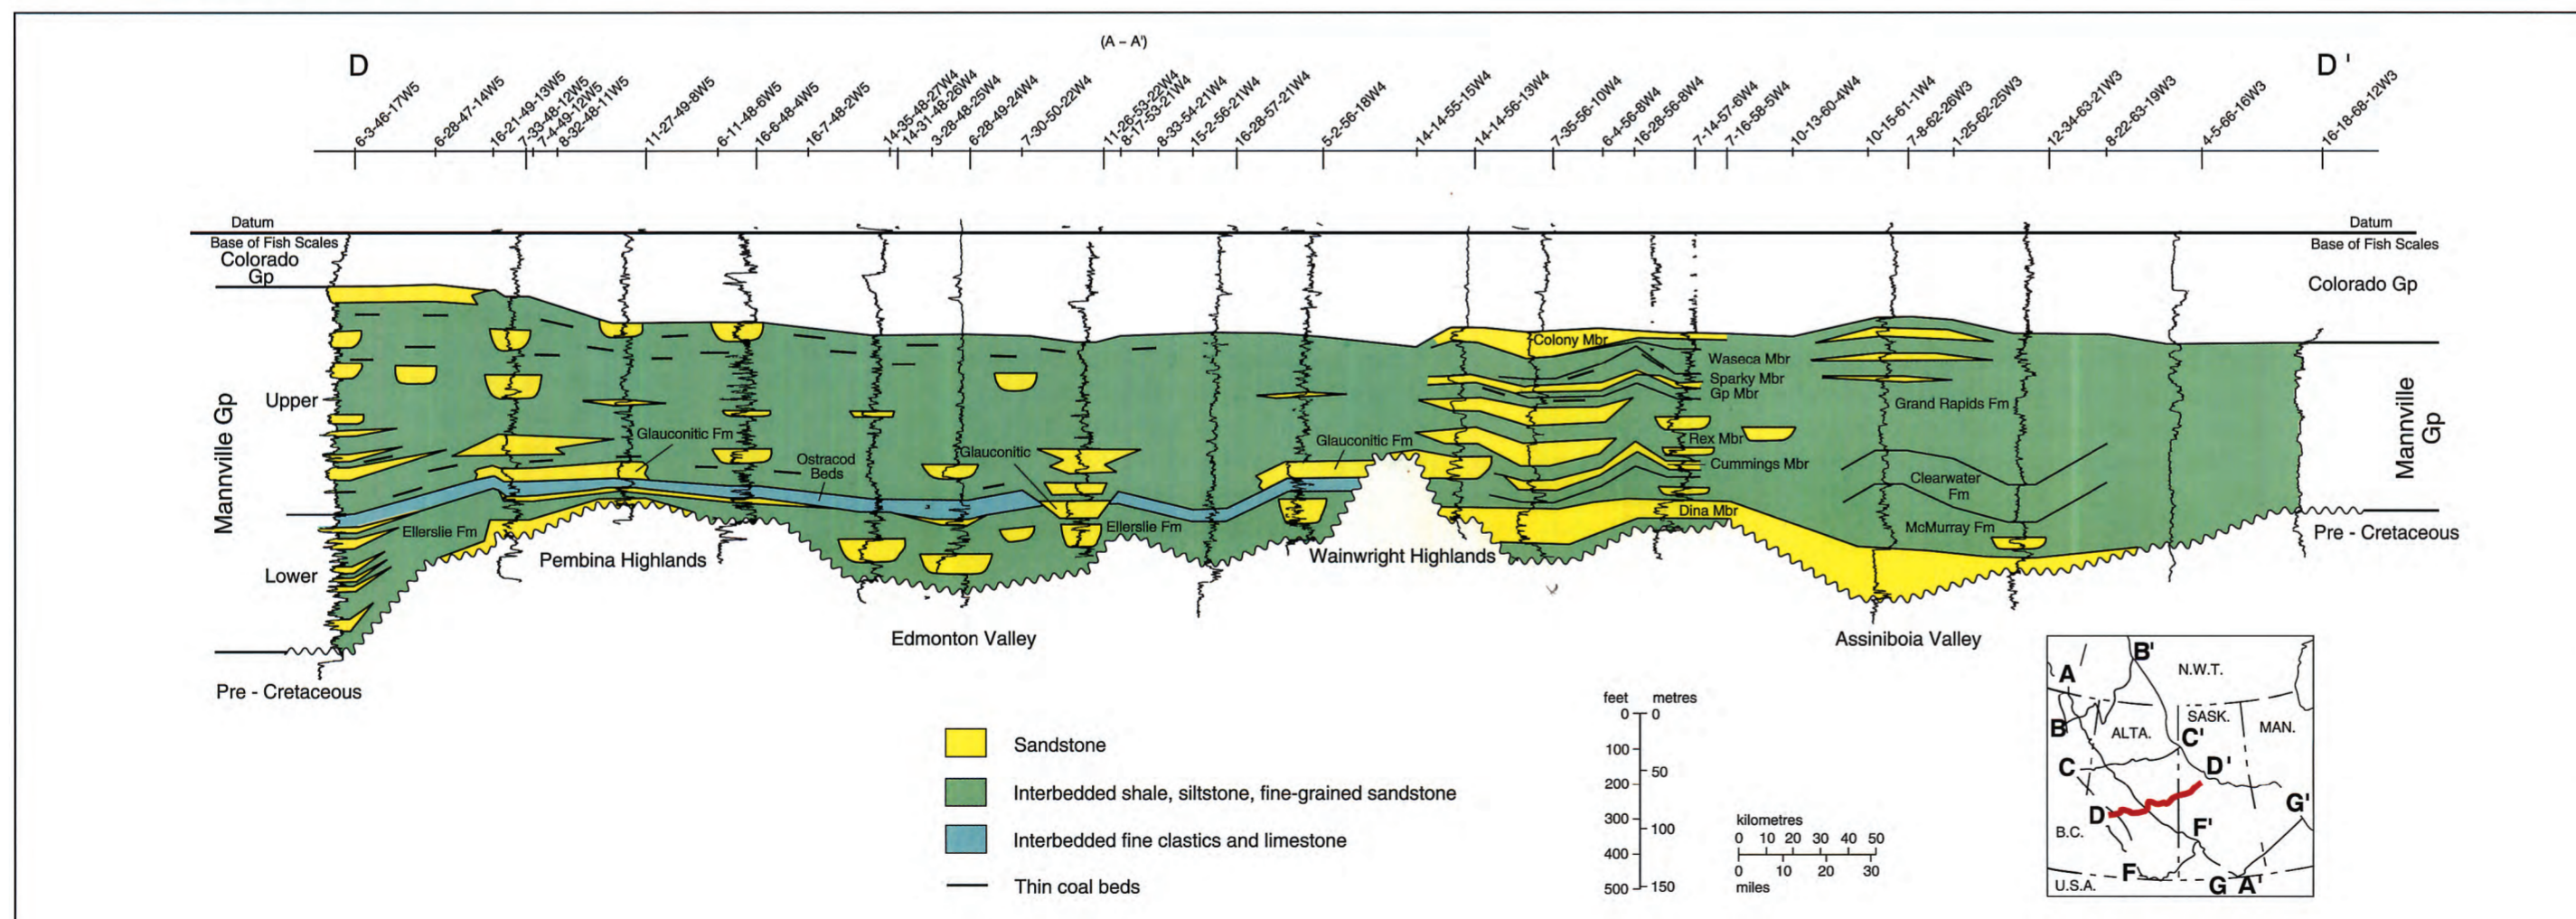 (A – A')
D
D'
6-3-46-17W5
6-28-47-14W5
16-21-49-13W5
7-33-48-12W5
7-4-49-12W5
8-32-48-11W5
11-27-49-8W5
6-11-48-6W5
16-6-48-4W5
16-7-48-2W5
14-35-48-27W4
14-31-48-26W4
3-28-48-25W4
6-28-49-24W4
7-30-50-22W4
11-26-53-22W4
8-17-53-21W4
8-33-54-21W4
15-2-56-21W4
16-28-57-21W4
5-2-56-18W4
14-14-55-15W4
14-14-56-13W4
7-35-56-10W4
6-4-56-8W4
16-28-56-8W4
7-14-57-6W4
7-16-58-5W4
10-13-60-4W4
10-15-61-1W4
7-8-62-26W3
1-25-62-25W3
12-34-63-21W3
8-22-63-19W3
4-5-66-16W3
16-18-68-12W3
Datum
Base of Fish Scales
Colorado
Gp
Datum
Base of Fish Scales
Colorado Gp
Mannville Gp
Upper
Lower
Pre - Cretaceous
Glauconitic Fm
Ostracod
Beds
Glauconitic
Glauconitic Fm
Ellerslie Fm
Ellerslie Fm
Pembina Highlands
Edmonton Valley
Wainwright Highlands
Colony Mbr
Waseca Mbr
Sparky Mbr
Gp Mbr
Rex Mbr
Cummings Mbr
Dina Mbr
Grand Rapids Fm
Clearwater
Fm
McMurray Fm
Assiniboia Valley
Mannville
Gp
Pre - Cretaceous
Sandstone
Interbedded shale, siltstone, fine-grained sandstone
Interbedded fine clastics and limestone
Thin coal beds
feet metres
0 0
100
50
200
300
100
400
500 150
kilometres
0 10 20 30 40 50
0 10 20 30
miles
B'
A
N.W.T.
B
ALTA.
SASK.
MAN.
C'
C
D'
D
G'
B.C.
F'
F
U.S.A.
G A'